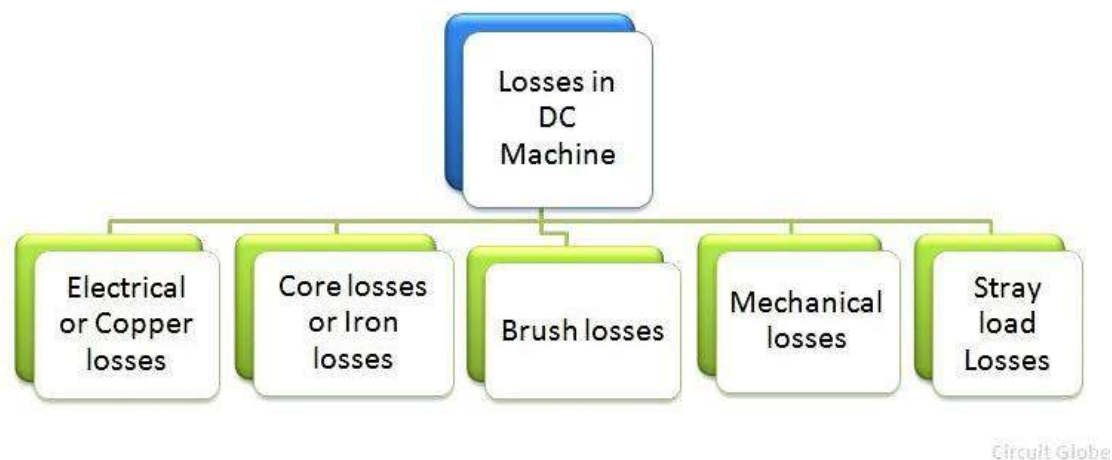 Losses in
DC
Machine
Electrical
or Copper
losses
Core losses
or Iron
losses
Brush losses
Mechanical
losses
Stray
load
Losses
Circuit Globe